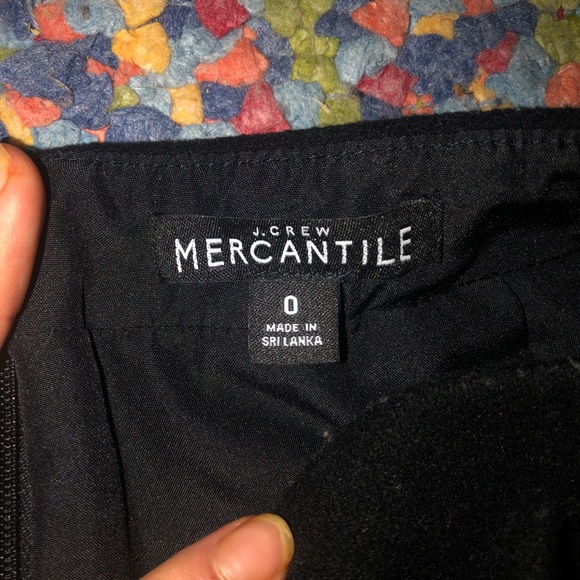 J.CREW
MERCANTILE
0
MADE IN
SRI LANKA